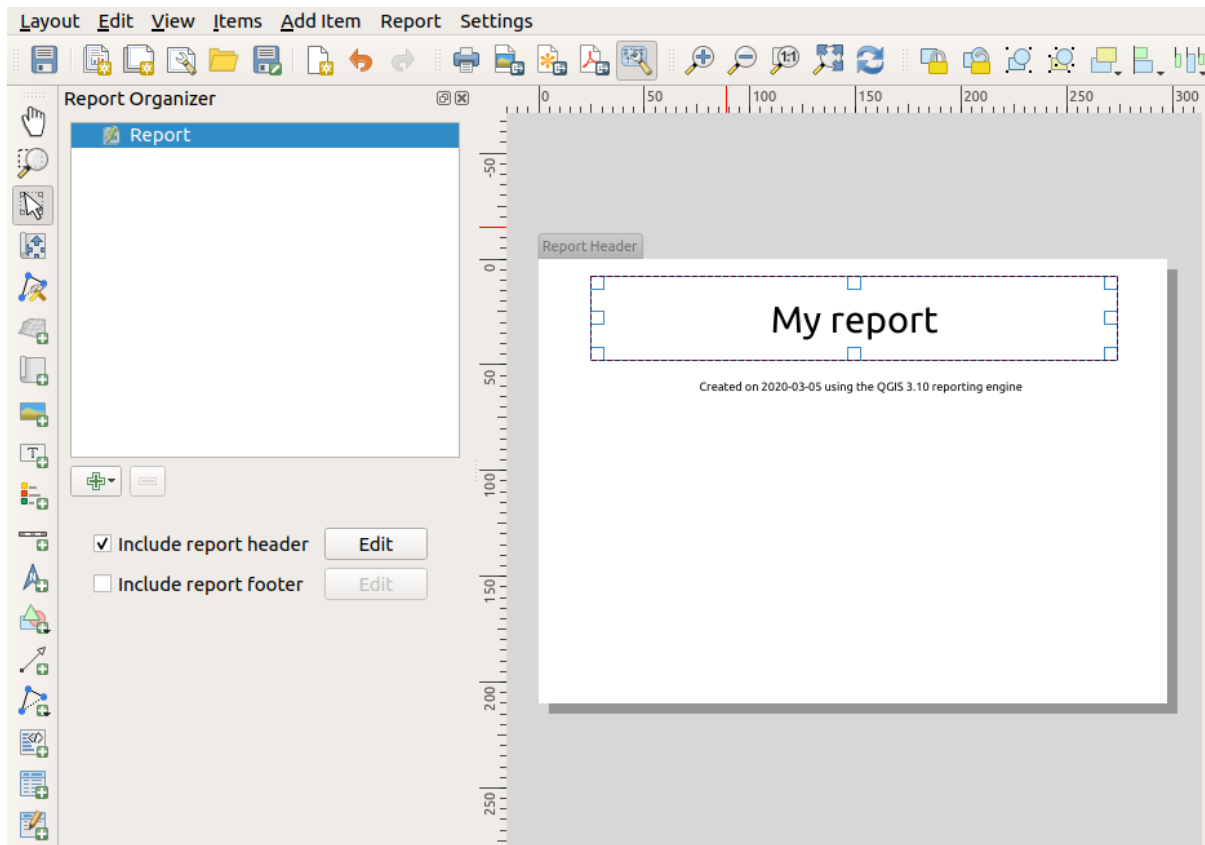 Layout Edit View Items Add Item Report Settings
1:1
Report Organizer
Report
Include report header Edit
Include report footer Edit
0 50 100 150 200 250 300
-50
0
50
100
150
200
250
Report Header
My report
Created on 2020-03-05 using the QGIS 3.10 reporting engine
T